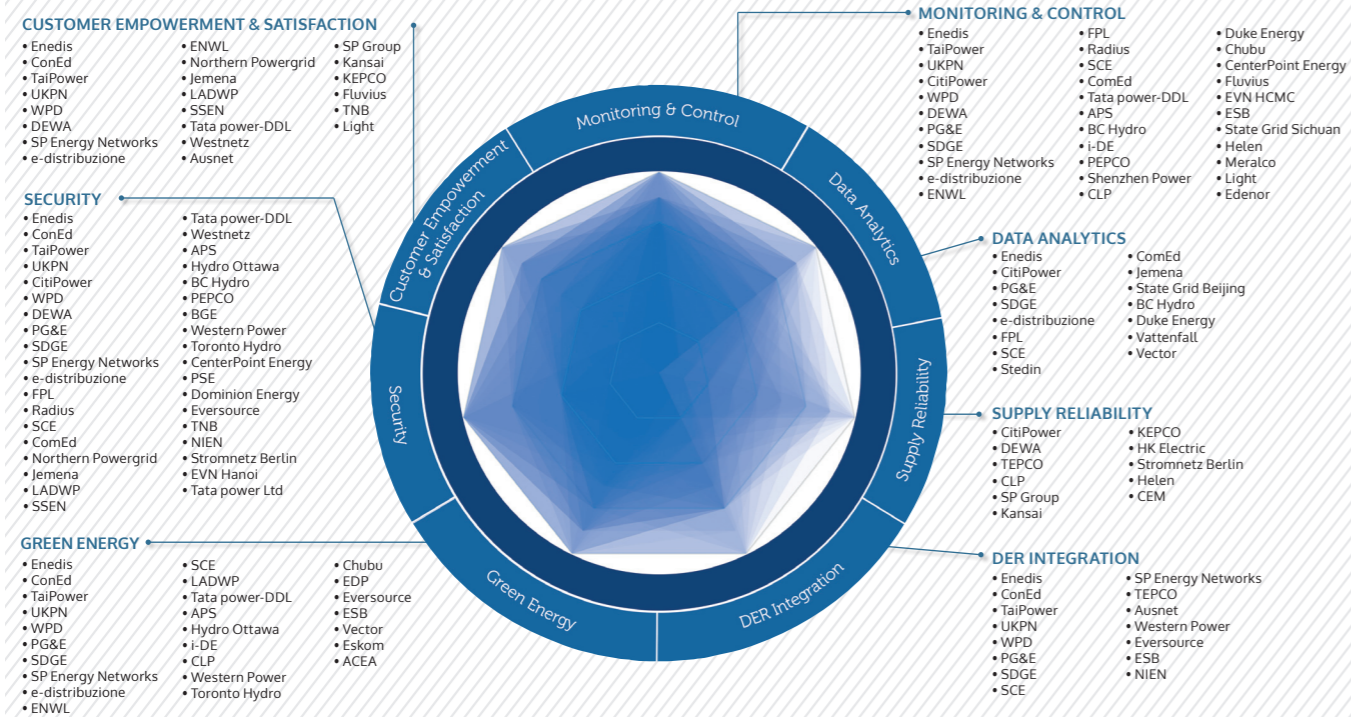 CUSTOMER EMPOWERMENT & SATISFACTION
• Enedis
• ConEd
• TaiPower
• UKPN
• WPD
• DEWA
• SP Energy Networks
• e-distribuzione
• ENWL
• Northern Powergrid
• Jemena
• LADWP
• SSEN
• Tata power-DDL
• Westnetz
• Ausnet
• SP Group
• Kansai
• KEPCO
• Fluvius
• TNB
• Light
SECURITY
• Enedis
• ConEd
• TaiPower
• UKPN
• CitiPower
• WPD
• DEWA
• PG&E
• SDGE
• SP Energy Networks
• e-distribuzione
• FPL
• Radius
• SCE
• ComEd
• Northern Powergrid
• Jemena
• LADWP
• SSEN
• Tata power-DDL
• Westnetz
• APS
• Hydro Ottawa
• BC Hydro
• PEPCO
• BGE
• Western Power
• Toronto Hydro
• CenterPoint Energy
• PSE
• Dominion Energy
• Eversource
• TNB
• NIEN
• Stromnetz Berlin
• EVN Hanoi
• Tata power Ltd
GREEN ENERGY
• Enedis
• ConEd
• TaiPower
• UKPN
• WPD
• PG&E
• SDGE
• SP Energy Networks
• e-distribuzione
• ENWL
• SCE
• LADWP
• Tata power-DDL
• APS
• Hydro Ottawa
• i-DE
• CLP
• Western Power
• Toronto Hydro
• Chubu
• EDP
• Eversource
• ESB
• Vector
• Eskom
• ACEA
Monitoring & Control
Data Analytics
Supply Reliability
DER Integration
Green Energy
Security
Customer Empowerment
& Satisfaction
MONITORING & CONTROL
• Enedis
• TaiPower
• UKPN
• CitiPower
• WPD
• DEWA
• PG&E
• SDGE
• SP Energy Networks
• e-distribuzione
• ENWL
• FPL
• Radius
• SCE
• ComEd
• Tata power-DDL
• APS
• BC Hydro
• i-DE
• PEPCO
• Shenzhen Power
• CLP
• Duke Energy
• Chubu
• CenterPoint Energy
• Fluvius
• EVN HCMC
• ESB
• State Grid Sichuan
• Helen
• Meralco
• Light
• Edenor
DATA ANALYTICS
• Enedis
• CitiPower
• PG&E
• SDGE
• e-distribuzione
• FPL
• SCE
• Stedin
• ComEd
• Jemena
• State Grid Beijing
• BC Hydro
• Duke Energy
• Vattenfall
• Vector
SUPPLY RELIABILITY
• CitiPower
• DEWA
• TEPCO
• CLP
• SP Group
• Kansai
• KEPCO
• HK Electric
• Stromnetz Berlin
• Helen
• CEM
DER INTEGRATION
• Enedis
• ConEd
• TaiPower
• UKPN
• WPD
• PG&E
• SDGE
• SCE
• SP Energy Networks
• TEPCO
• Ausnet
• Western Power
• Eversource
• ESB
• NIEN